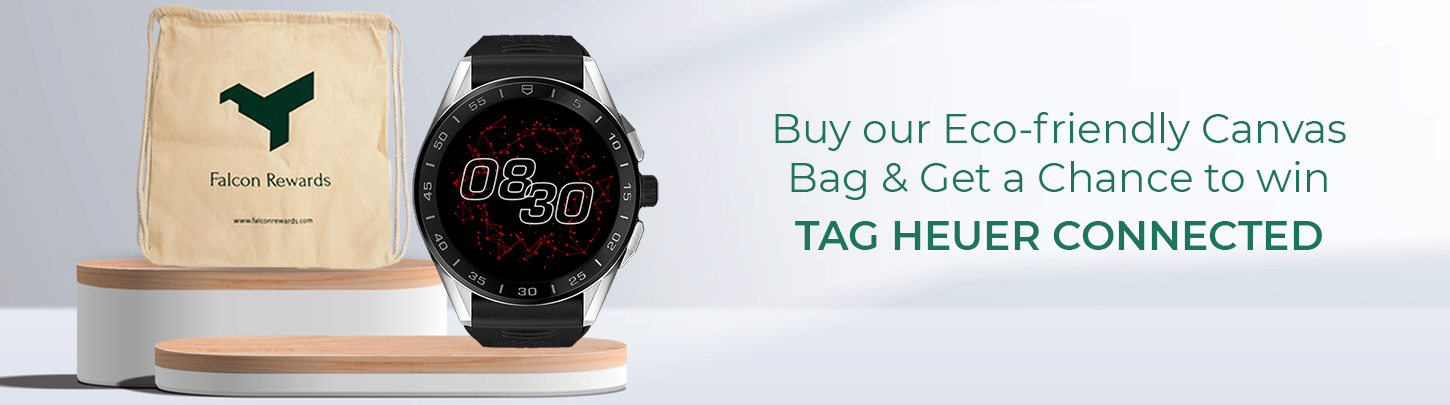 Falcon Rewards
www.falconrewards.com
55
5
50
10
45
15
40
20
35
30
25
08
30
Buy our Eco-friendly Canvas
Bag & Get a Chance to win
TAG HEUER CONNECTED